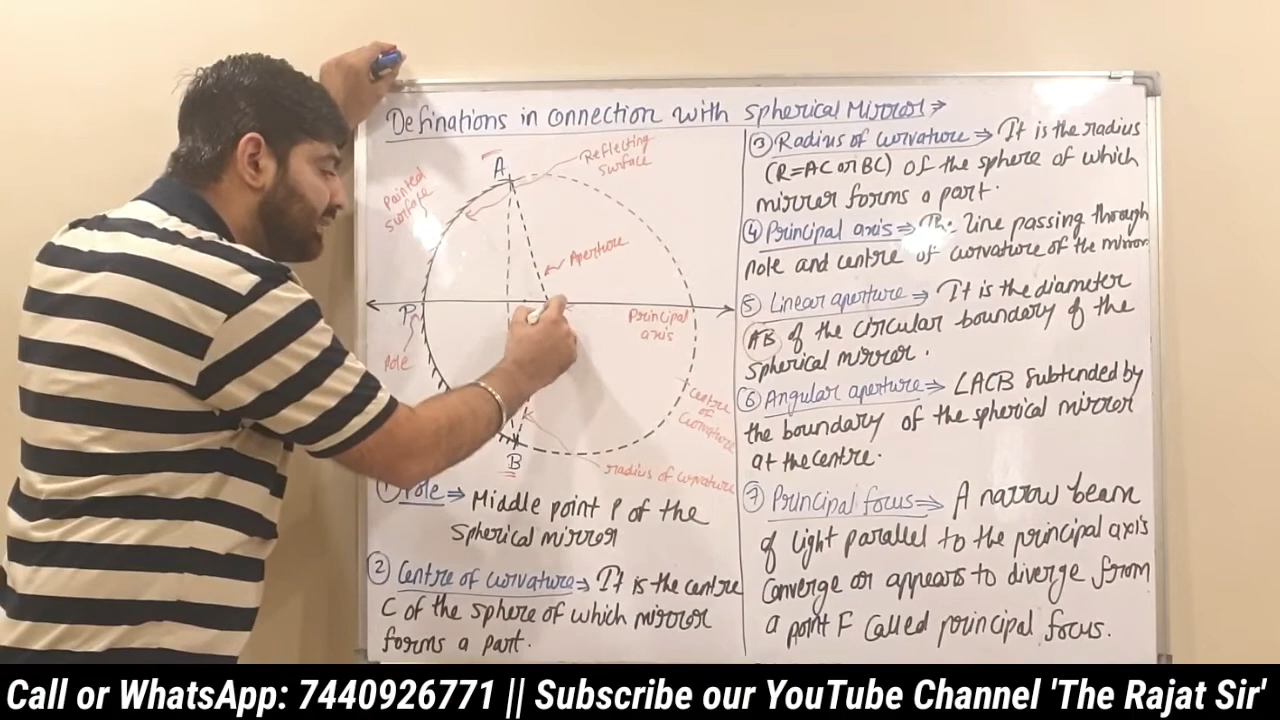 Definations in connection with spherical Mirror⇒
A
Reflecting
surface
Painted
surface
Aperture
P
Principal
axis
Pole
Centre
of
curvature
B
radius of curvature
① Pole⇒ Middle point P of the
Spherical mirror
② Centre of curvature⇒ It is the centre
C of the sphere of which mirror
forms a part.
③ Radius of curvature ⇒ It is the radius
(R=AC or BC) of the sphere of which
mirror forms a part.
④ Principal axis⇒ line passing through
and centre of curvature of the mirror
⑤ Linear aperture ⇒ It is the diameter
AB of the circular boundary of the
spherical mirror.
⑥ Angular aperture⇒ ∠ACB subtended by
the boundary of the spherical mirror
at the centre.
⑦ Principal focus⇒ A narrow beam
of light parallel to the principal axis
converge or appears to diverge from
a point F called principal focus.
Call or WhatsApp: 7440926771 || Subscribe our YouTube Channel 'The Rajat Sir'